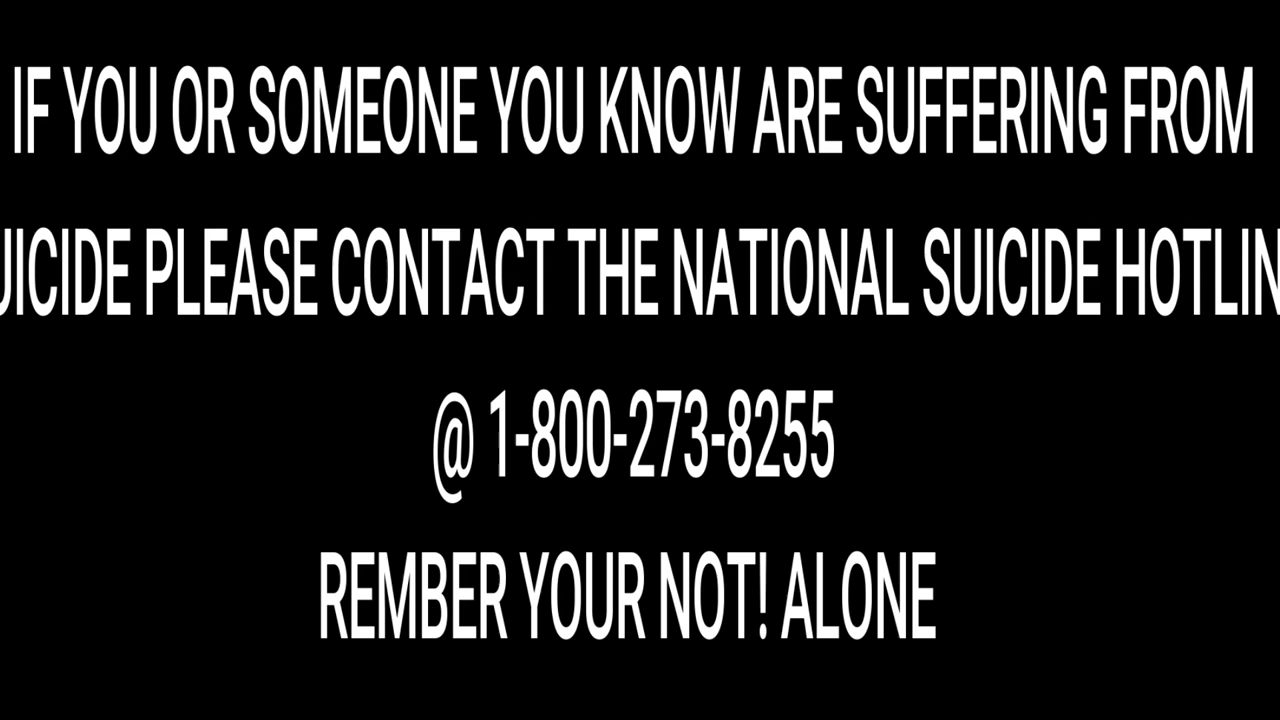 IF YOU OR SOMEONE YOU KNOW ARE SUFFERING FROM
UICIDE PLEASE CONTACT THE NATIONAL SUICIDE HOTLIN
@ 1-800-273-8255
REMBER YOUR NOT! ALONE